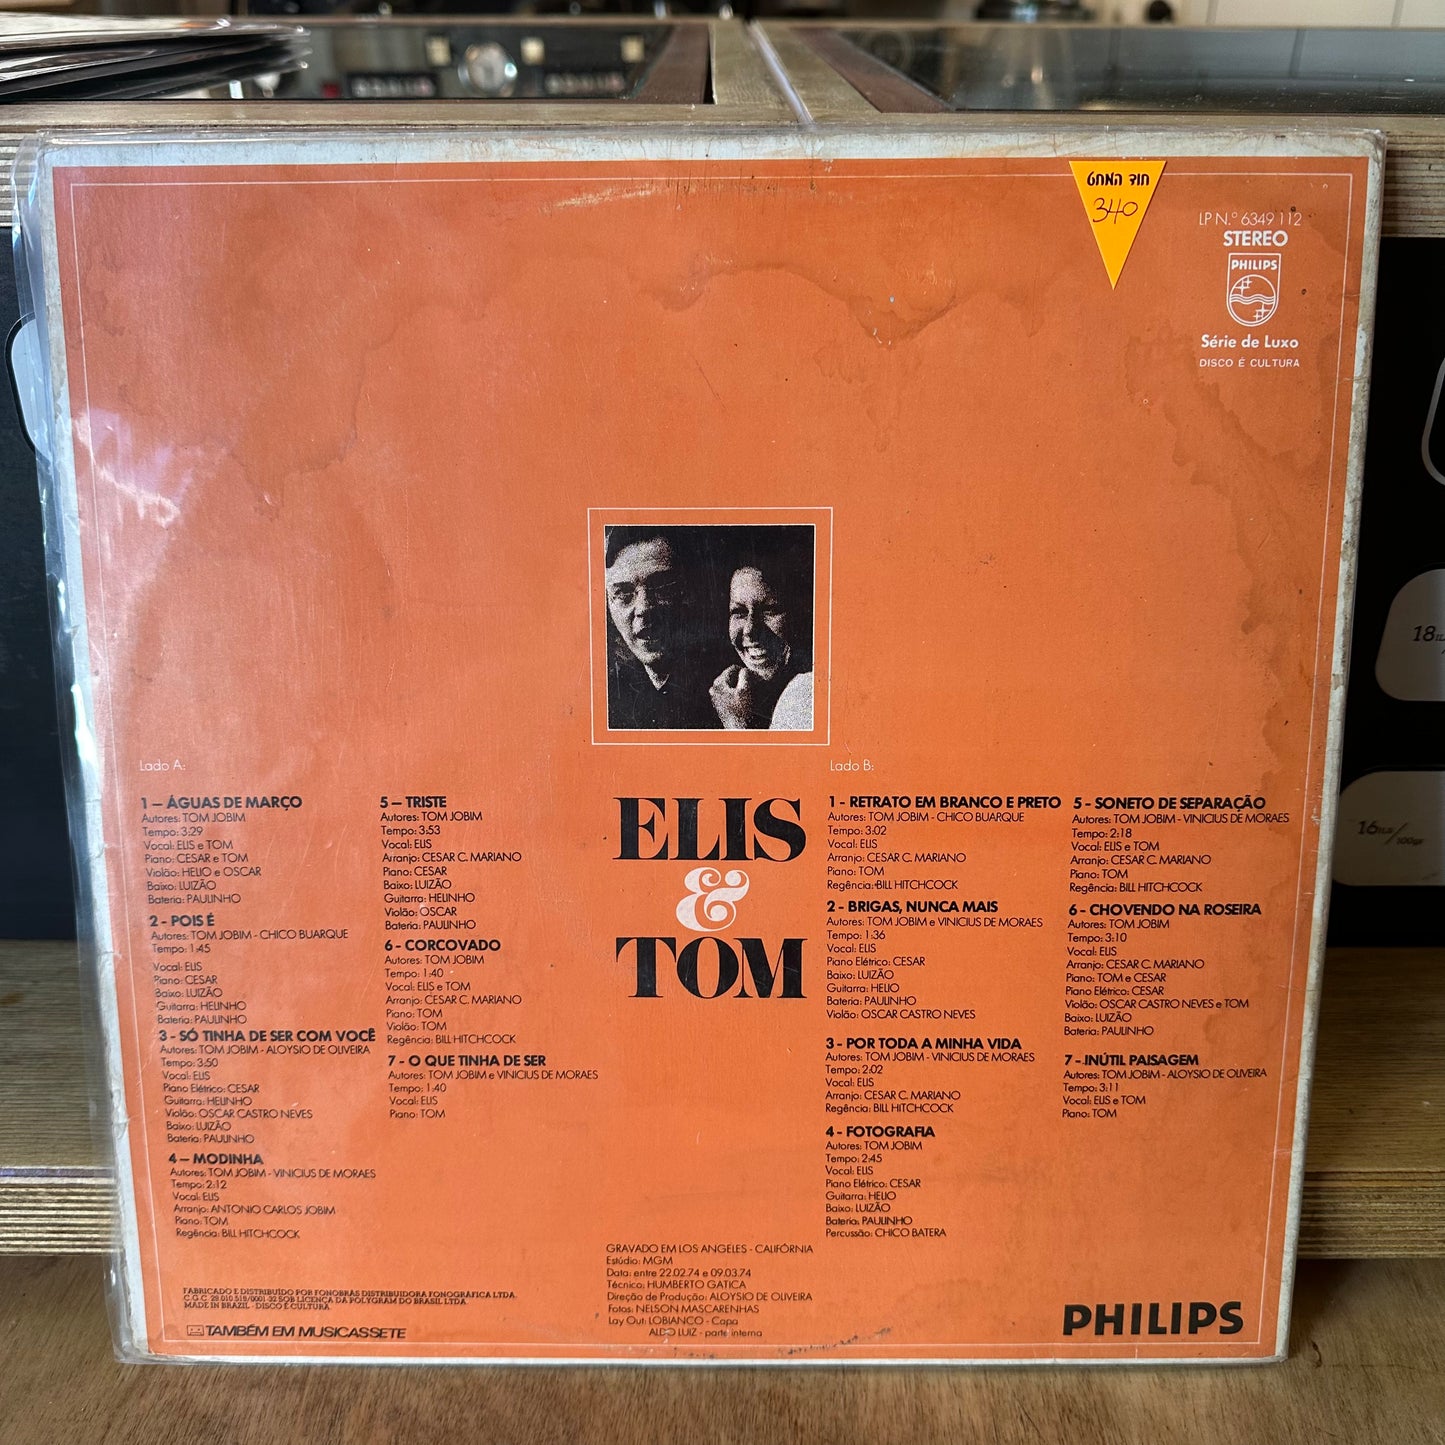 חוד המחט
340
LP N.º 6349 112
STEREO
PHILIPS
Série de Luxo
DISCO É CULTURA
Lado A:
1 – ÁGUAS DE MARÇO
Autores: TOM JOBIM
Tempo: 3:29
Vocal: ELIS e TOM
Piano: CESAR e TOM
Violão: HELIO e OSCAR
Baixo: LUIZÃO
Bateria: PAULINHO
2 - POIS É
Autores: TOM JOBIM - CHICO BUARQUE
Tempo: 1:45
Vocal: ELIS
Piano: CESAR
Baixo: LUIZÃO
Guitarra: HELINHO
Bateria: PAULINHO
3 - SÓ TINHA DE SER COM VOCÊ
Autores: TOM JOBIM - ALOYSIO DE OLIVEIRA
Tempo: 3:50
Vocal: ELIS
Piano Elétrico: CESAR
Guitarra: HELINHO
Violão: OSCAR CASTRO NEVES
Baixo: LUIZÃO
Bateria: PAULINHO
4 – MODINHA
Autores: TOM JOBIM - VINICIUS DE MORAES
Tempo: 2:12
Vocal: ELIS
Arranjo: ANTONIO CARLOS JOBIM
Piano: TOM
Regência: BILL HITCHCOCK
5 – TRISTE
Autores: TOM JOBIM
Tempo: 3:53
Vocal: ELIS
Arranjo: CESAR C. MARIANO
Piano: CESAR
Baixo: LUIZÃO
Guitarra: HELINHO
Violão: OSCAR
Bateria: PAULINHO
6 - CORCOVADO
Autores: TOM JOBIM
Tempo: 1:40
Vocal: ELIS e TOM
Arranjo: CESAR C. MARIANO
Piano: TOM
Violão: TOM
Regência: BILL HITCHCOCK
7 - O QUE TINHA DE SER
Autores: TOM JOBIM e VINICIUS DE MORAES
Tempo: 1:40
Vocal: ELIS
Piano: TOM
ELIS
&
TOM
Lado B:
1 - RETRATO EM BRANCO E PRETO
Autores: TOM JOBIM - CHICO BUARQUE
Tempo: 3:02
Vocal: ELIS
Arranjo: CESAR C. MARIANO
Piano: TOM
Regência: BILL HITCHCOCK
2 - BRIGAS, NUNCA MAIS
Autores: TOM JOBIM e VINICIUS DE MORAES
Tempo: 1:36
Vocal: ELIS
Piano Elétrico: CESAR
Baixo: LUIZÃO
Guitarra: HELIO
Bateria: PAULINHO
Violão: OSCAR CASTRO NEVES
3 - POR TODA A MINHA VIDA
Autores: TOM JOBIM - VINICIUS DE MORAES
Tempo: 2:02
Vocal: ELIS
Arranjo: CESAR C. MARIANO
Regência: BILL HITCHCOCK
4 - FOTOGRAFIA
Autores: TOM JOBIM
Tempo: 2:45
Vocal: ELIS
Piano Elétrico: CESAR
Guitarra: HELIO
Baixo: LUIZÃO
Bateria: PAULINHO
Percussão: CHICO BATERA
5 - SONETO DE SEPARAÇÃO
Autores: TOM JOBIM - VINICIUS DE MORAES
Tempo: 2:18
Vocal: ELIS e TOM
Arranjo: CESAR C. MARIANO
Piano: TOM
Regência: BILL HITCHCOCK
6 - CHOVENDO NA ROSEIRA
Autores: TOM JOBIM
Tempo: 3:10
Vocal: ELIS
Arranjo: CESAR C. MARIANO
Piano: TOM e CESAR
Piano Elétrico: CESAR
Violão: OSCAR CASTRO NEVES e TOM
Baixo: LUIZÃO
Bateria: PAULINHO
7 - INÚTIL PAISAGEM
Autores: TOM JOBIM - ALOYSIO DE OLIVEIRA
Tempo: 3:11
Vocal: ELIS e TOM
Piano: TOM
GRAVADO EM LOS ANGELES - CALIFÓRNIA
Estúdio: MGM
Data: entre 22.02.74 e 09.03.74
Técnico: HUMBERTO GATICA
Direção de Produção: ALOYSIO DE OLIVEIRA
Fotos: NELSON MASCARENHAS
Lay Out: LOBIANCO - Capa
ALDO LUIZ - parte interna
FABRICADO E DISTRIBUÍDO POR FONOBRÁS DISTRIBUIDORA FONOGRÁFICA LTDA.
C.G.C. 29.010.519/0001-32 SOB LICENÇA DA POLYGRAM DO BRASIL LTDA
MADE IN BRAZIL - DISCO É CULTURA
TAMBÉM EM MUSICASSETE
PHILIPS
18
16 ILS/100gr